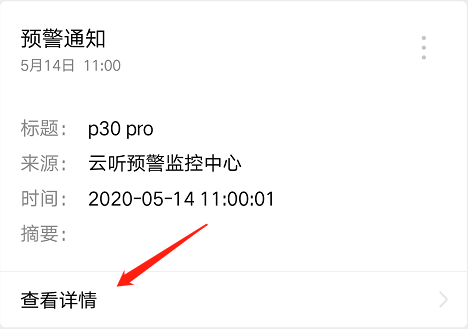 预警通知
5月14日 11:00
标题： p30 pro
来源： 云听预警监控中心
时间： 2020-05-14 11:00:01
摘要：
查看详情